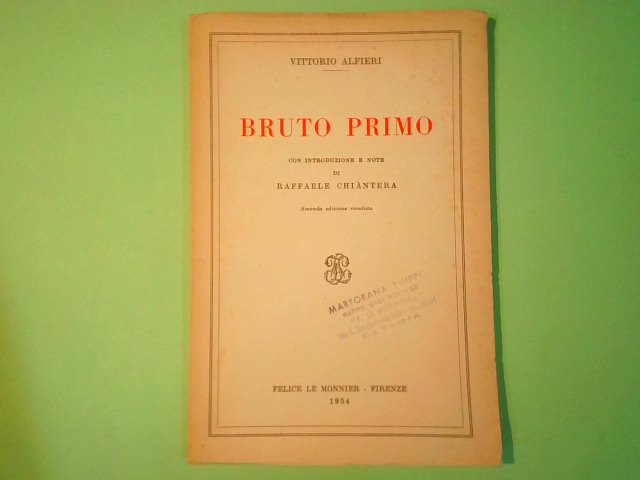 VITTORIO ALFIERI
BRUTO PRIMO
CON INTRODUZIONE E NOTE
DI
RAFFAELE CHIÀNTERA
Seconda edizione riveduta
MARTORANA
CATANIA
FELICE LE MONNIER - FIRENZE
1954